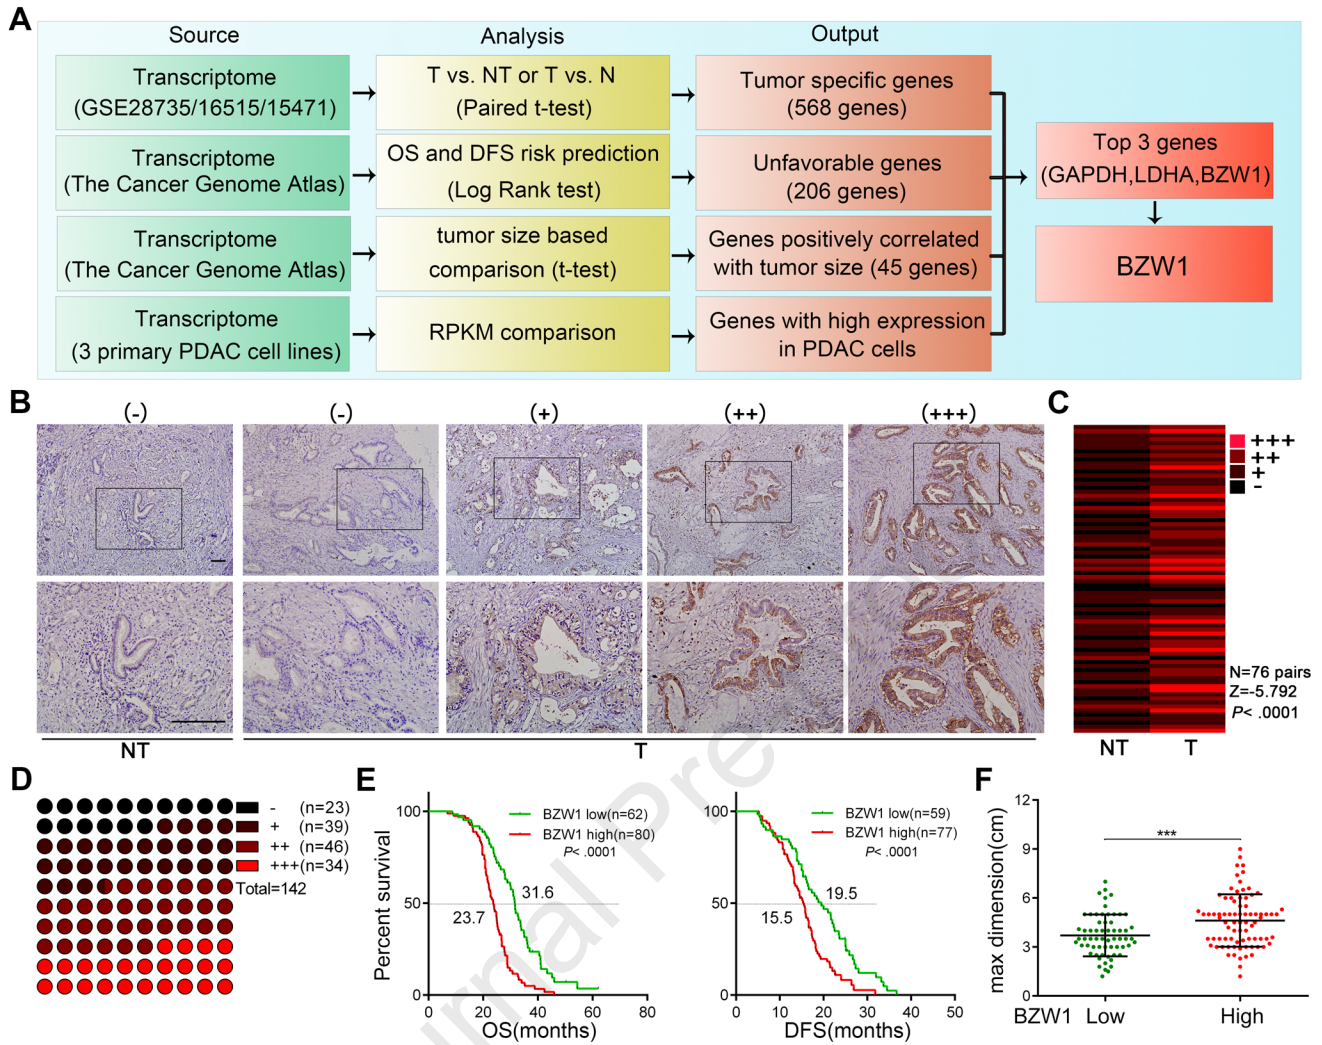 A
Source
Analysis
Output
Transcriptome
(GSE28735/16515/15471)
T vs. NT or T vs. N
(Paired t-test)
Tumor specific genes
(568 genes)
Transcriptome
(The Cancer Genome Atlas)
OS and DFS risk prediction
(Log Rank test)
Unfavorable genes
(206 genes)
Transcriptome
(The Cancer Genome Atlas)
tumor size based
comparison (t-test)
Genes positively correlated
with tumor size (45 genes)
Transcriptome
(3 primary PDAC cell lines)
RPKM comparison
Genes with high expression
in PDAC cells
Top 3 genes
(GAPDH,LDHA,BZW1)
BZW1
B
(-)
(-)
(+)
(++)
(+++)
NT
T
C
+++
++
+
-
N=76 pairs
Z=-5.792
P< .0001
NT
T
D
- (n=23)
+ (n=39)
++ (n=46)
+++(n=34)
Total=142
E
Percent survival
100
50
0
BZW1 low(n=62)
BZW1 high(n=80)
P< .0001
31.6
23.7
0 20 40 60 80
OS(months)
100
50
0
BZW1 low(n=59)
BZW1 high(n=77)
P< .0001
19.5
15.5
0 10 20 30 40 50
DFS(months)
F
max dimension(cm)
12
9
6
3
0
***
BZW1 Low High